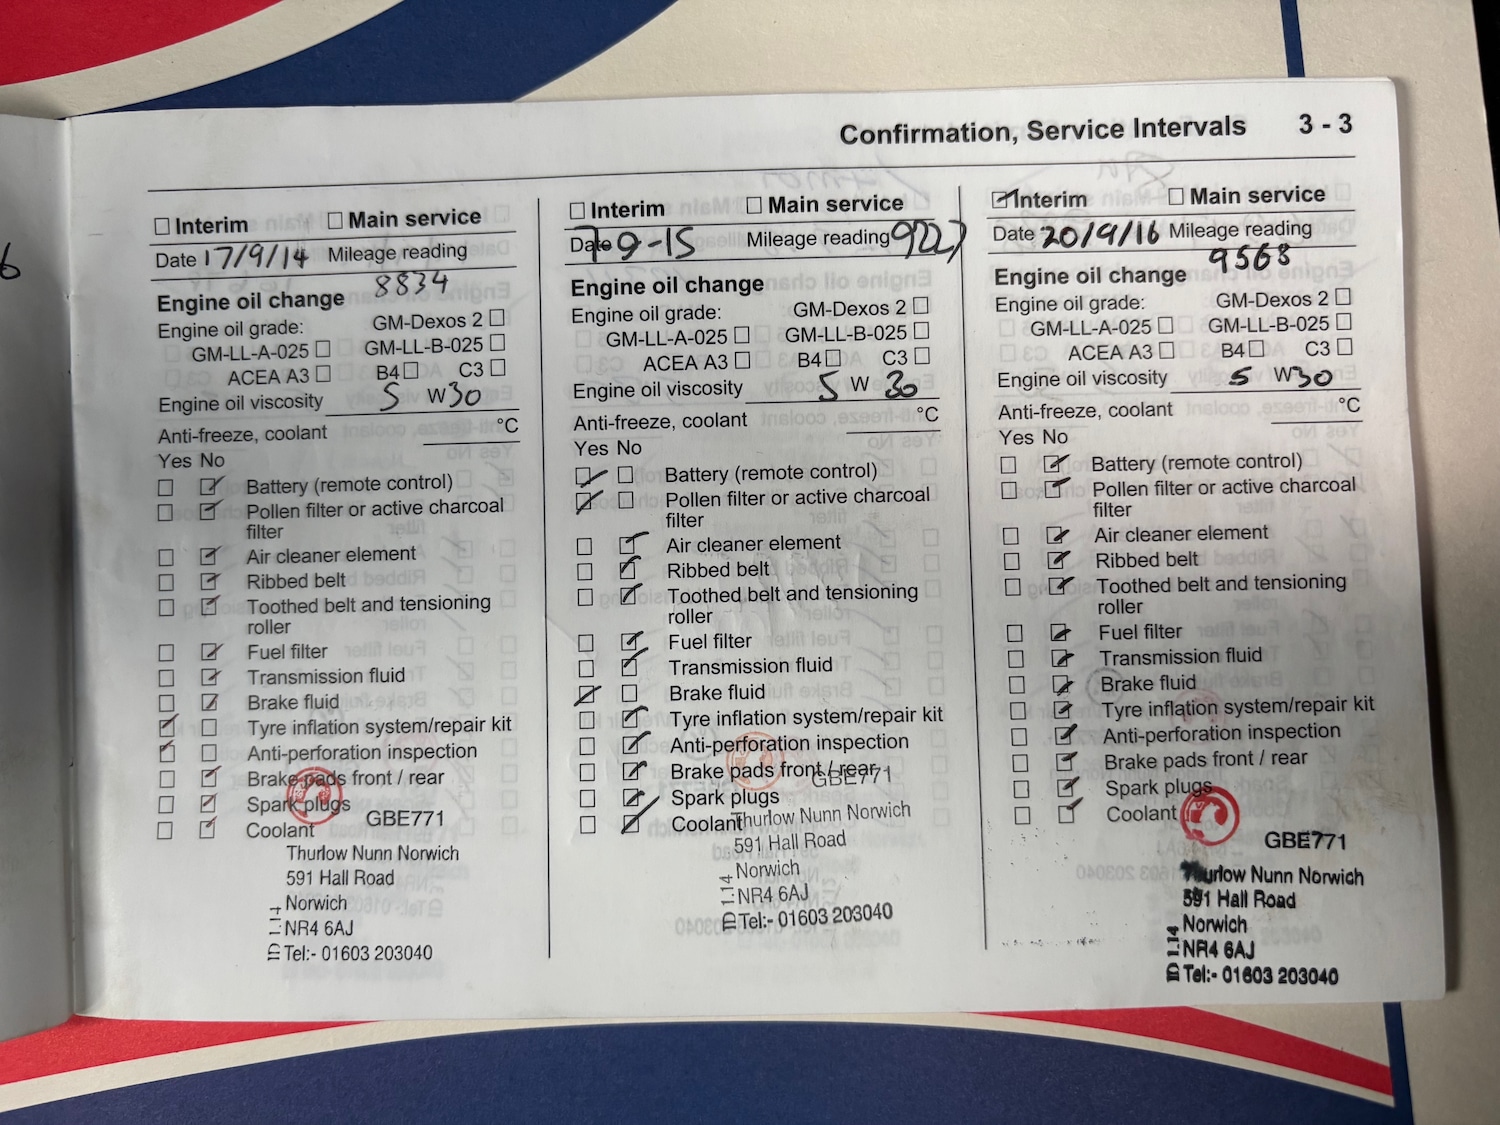 6
Confirmation, Service Intervals 3 - 3
Interim Main service
Date 17/9/14 Mileage reading
8834
Engine oil change
Engine oil grade: GM-Dexos 2
GM-LL-A-025 GM-LL-B-025
ACEA A3 B4 C3
Engine oil viscosity 5 W30
Anti-freeze, coolant °C
Yes No
Battery (remote control)
Pollen filter or active charcoal
filter
Air cleaner element
Ribbed belt
Toothed belt and tensioning
roller
Fuel filter
Transmission fluid
Brake fluid
Tyre inflation system/repair kit
Anti-perforation inspection
Brake pads front / rear
Spark plugs
Coolant
GBE771
Thurlow Nunn Norwich
591 Hall Road
Norwich
NR4 6AJ
Tel:- 01603 203040
ID 1.14
Interim Main service
Date 7-9-15 Mileage reading
Engine oil change
Engine oil grade: GM-Dexos 2
GM-LL-A-025 GM-LL-B-025
ACEA A3 B4 C3
Engine oil viscosity 5 W 30
Anti-freeze, coolant °C
Yes No
Battery (remote control)
Pollen filter or active charcoal
filter
Air cleaner element
Ribbed belt
Toothed belt and tensioning
roller
Fuel filter
Transmission fluid
Brake fluid
Tyre inflation system/repair kit
Anti-perforation inspection
Brake pads front / rear
Spark plugs
Coolant
GBE771
Thurlow Nunn Norwich
591 Hall Road
Norwich
NR4 6AJ
Tel:- 01603 203040
ID 1.14
Interim Main service
Date 20/9/16 Mileage reading
9568
Engine oil change
Engine oil grade: GM-Dexos 2
GM-LL-A-025 GM-LL-B-025
ACEA A3 B4 C3
Engine oil viscosity 5 W30
Anti-freeze, coolant °C
Yes No
Battery (remote control)
Pollen filter or active charcoal
filter
Air cleaner element
Ribbed belt
Toothed belt and tensioning
roller
Fuel filter
Transmission fluid
Brake fluid
Tyre inflation system/repair kit
Anti-perforation inspection
Brake pads front / rear
Spark plugs
Coolant
GBE771
Thurlow Nunn Norwich
591 Hall Road
Norwich
NR4 6AJ
Tel:- 01603 203040
ID 1.14